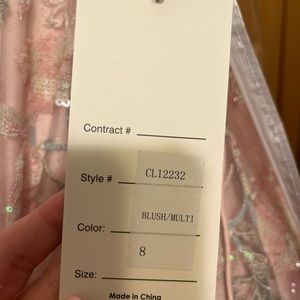 Contract #
Style # CL12232
Color: BLUSH/MULTI
8
Size:
Made in China